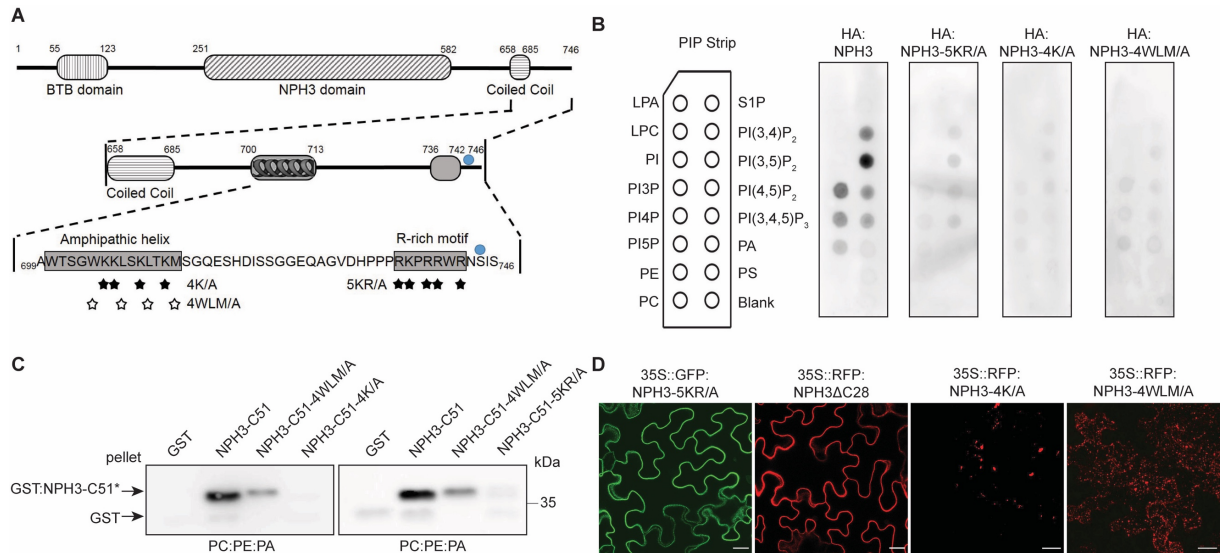 A
1 55 123 251 582 658 685 746
BTB domain NPH3 domain Coiled Coil
658 685 700 713 736 742 746
Coiled Coil
Amphipathic helix R-rich motif
699 AWTSGWKKLSKLTKMSGQESHDISSGGEQAGVDHPPPRKPRRWRNSIS 746
★★ ★ ★ 4K/A 5KR/A ★★ ★★ ★
☆ ☆ ☆ ☆ 4WLM/A
B
PIP Strip
HA:
NPH3
HA:
NPH3-5KR/A
HA:
NPH3-4K/A
HA:
NPH3-4WLM/A
LPA S1P
LPC PI(3,4)P2
PI PI(3,5)P2
PI3P PI(4,5)P2
PI4P PI(3,4,5)P3
PI5P PA
PE PS
PC Blank
C
GST
NPH3-C51
NPH3-C51-4WLM/A
NPH3-C51-4K/A
GST
NPH3-C51
NPH3-C51-4WLM/A
NPH3-C51-5KR/A
pellet
kDa
GST:NPH3-C51*
35
GST
PC:PE:PA PC:PE:PA
D
35S::GFP:
NPH3-5KR/A
35S::RFP:
NPH3ΔC28
35S::RFP:
NPH3-4K/A
35S::RFP:
NPH3-4WLM/A